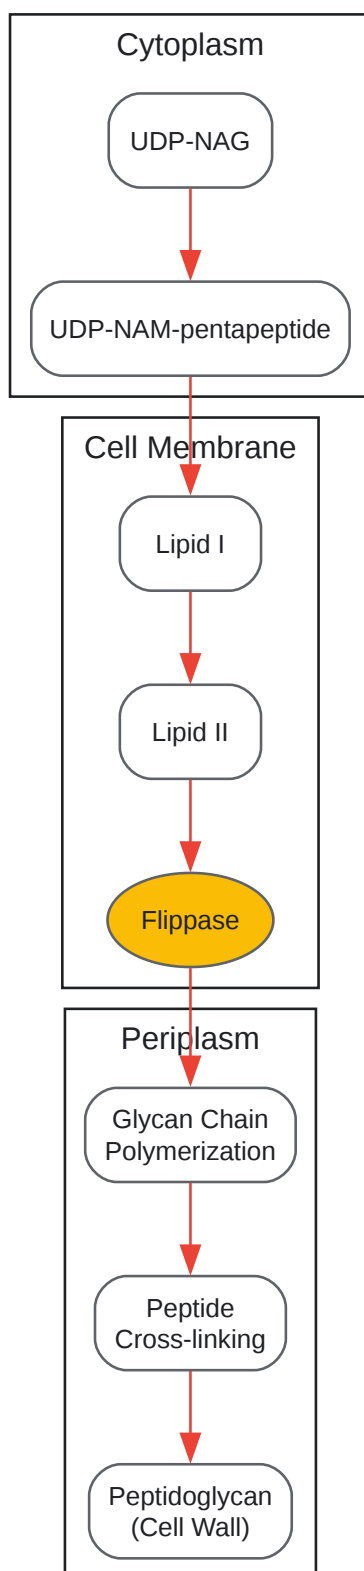 Cytoplasm
UDP-NAG
UDP-NAM-pentapeptide
Cell Membrane
Lipid I
Lipid II
Flippase
Periplasm
Glycan Chain
Polymerization
Peptide
Cross-linking
Peptidoglycan
(Cell Wall)